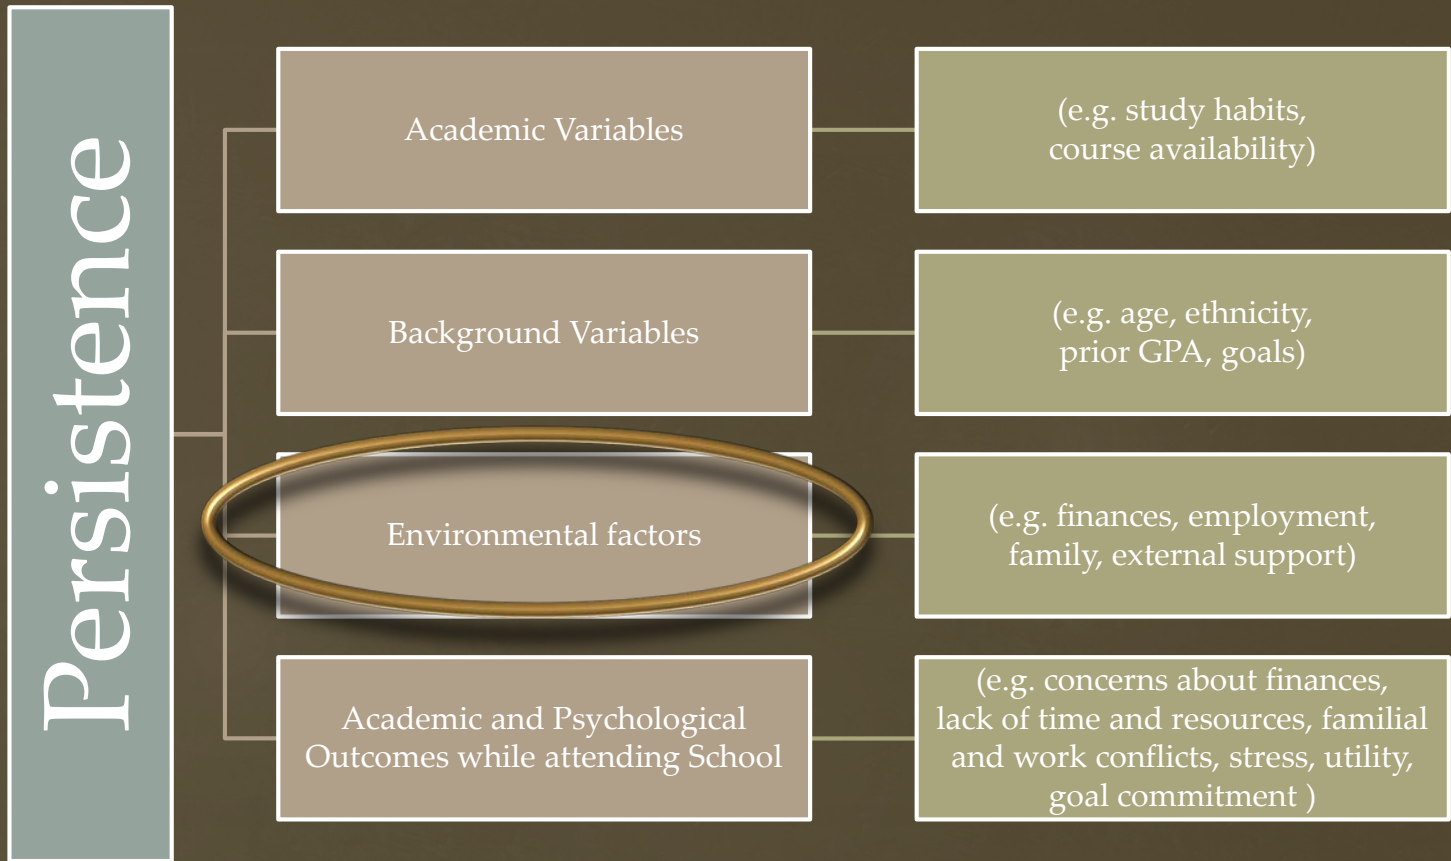 Persistence
Academic Variables
(e.g. study habits,
course availability)
Background Variables
(e.g. age, ethnicity,
prior GPA, goals)
Environmental factors
(e.g. finances, employment,
family, external support)
Academic and Psychological
Outcomes while attending School
(e.g. concerns about finances,
lack of time and resources, familial
and work conflicts, stress, utility,
goal commitment )